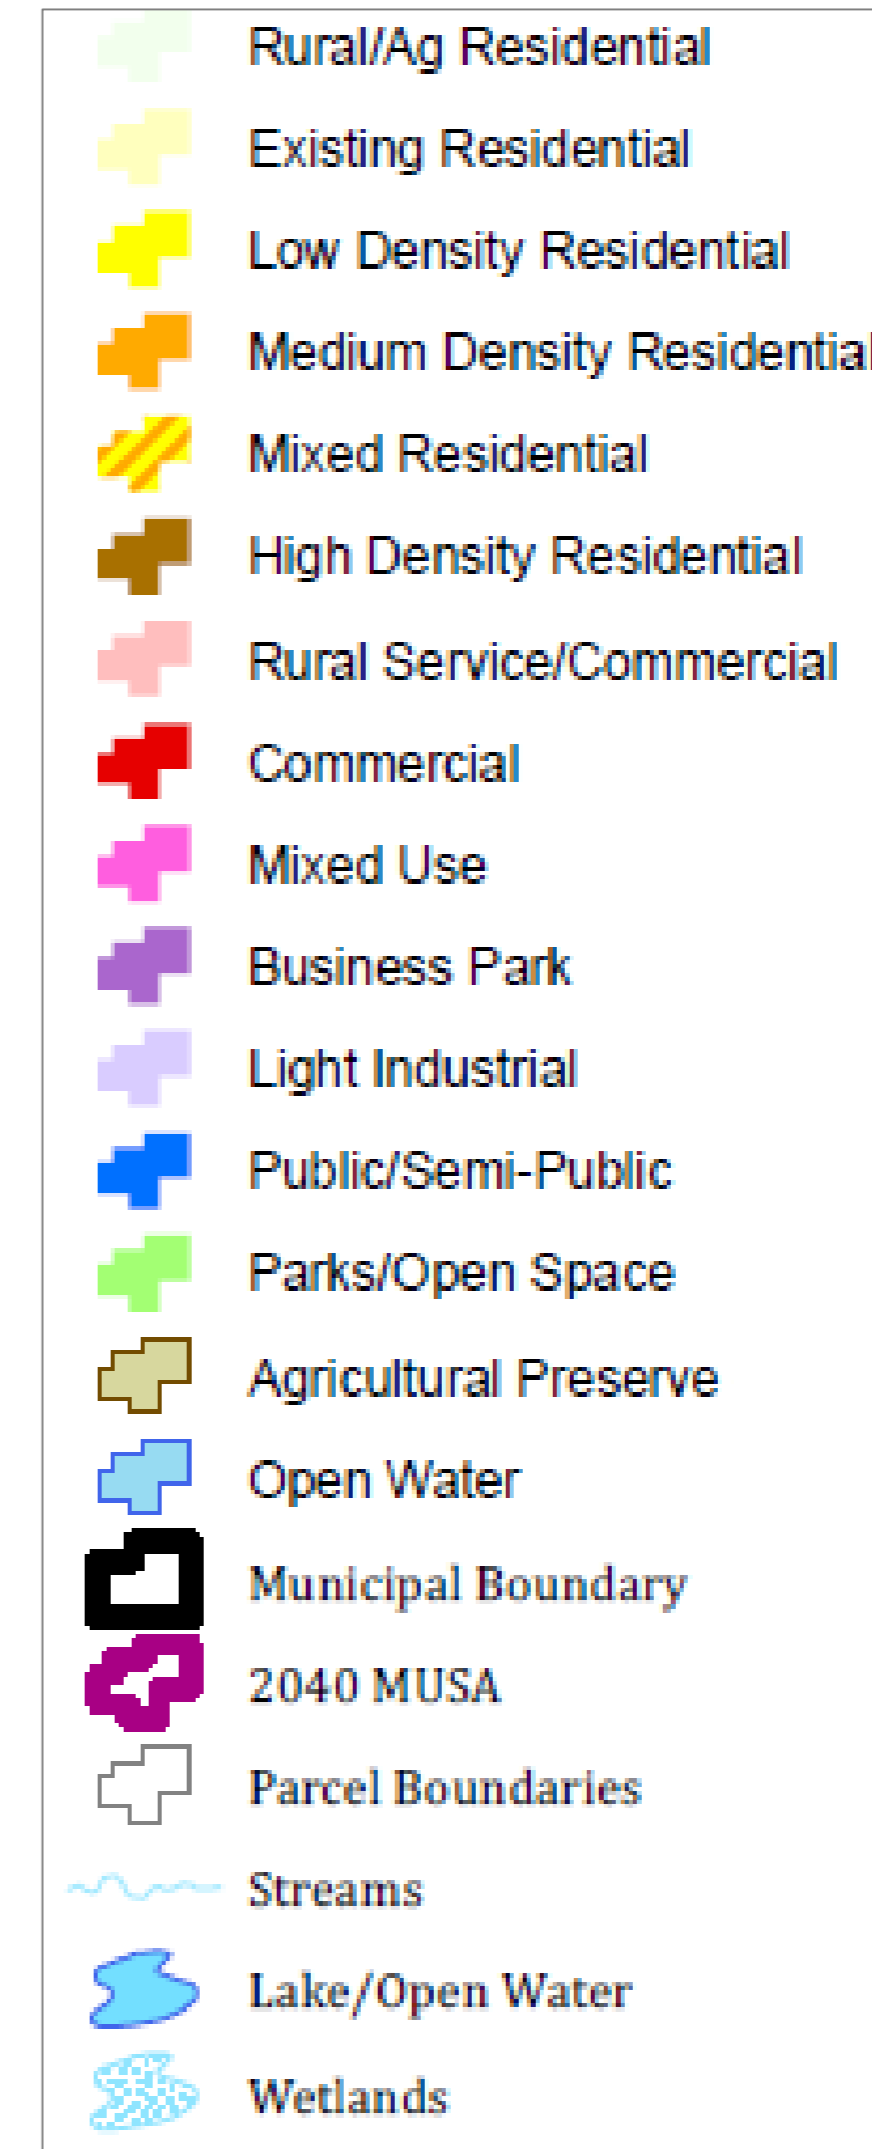 Rural/Ag Residential
Existing Residential
Low Density Residential
Medium Density Residential
Mixed Residential
High Density Residential
Rural Service/Commercial
Commercial
Mixed Use
Business Park
Light Industrial
Public/Semi-Public
Parks/Open Space
Agricultural Preserve
Open Water
Municipal Boundary
2040 MUSA
Parcel Boundaries
Streams
Lake/Open Water
Wetlands